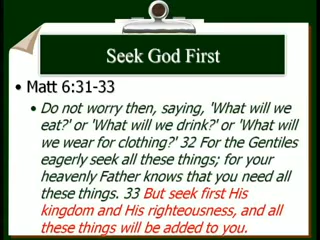 Seek God First
• Matt 6:31-33
• Do not worry then, saying, 'What will we
eat?' or 'What will we drink?' or 'What will
we wear for clothing?' 32 For the Gentiles
eagerly seek all these things; for your
heavenly Father knows that you need all
these things. 33 But seek first His
kingdom and His righteousness, and all
these things will be added to you.